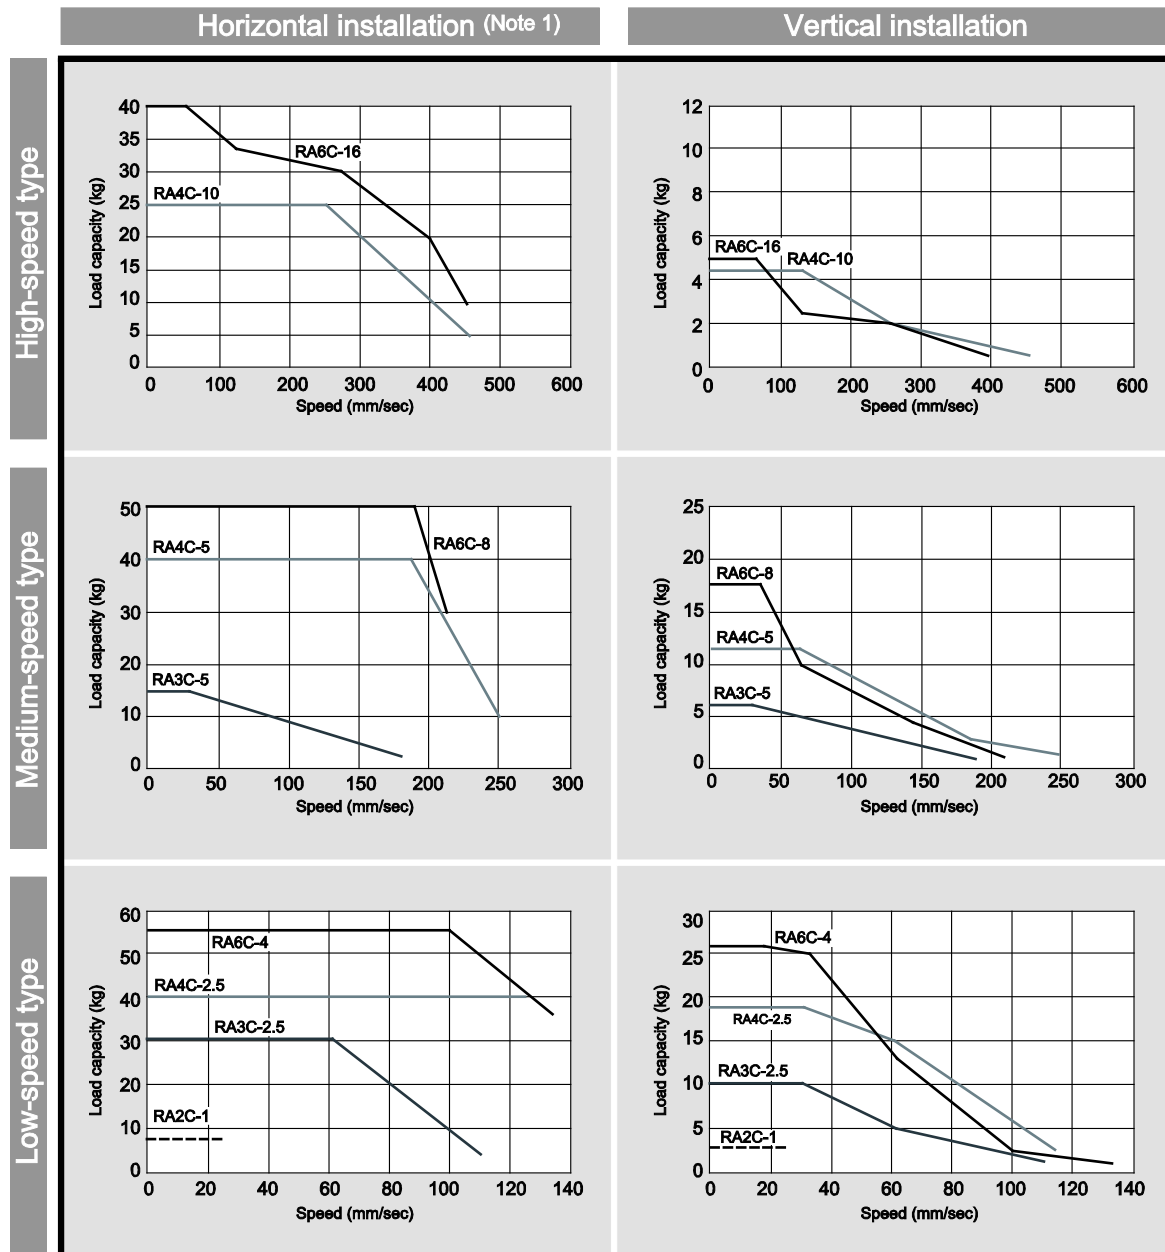 Horizontal installation (Note 1)
Vertical installation
High-speed type
40
35
30
25
20
15
10
5
0
Load capacity (kg)
RA6C-16
RA4C-10
0 100 200 300 400 500 600
Speed (mm/sec)
12
10
8
6
4
2
0
Load capacity (kg)
RA6C-16
RA4C-10
0 100 200 300 400 500 600
Speed (mm/sec)
Medium-speed type
50
40
30
20
10
0
Load capacity (kg)
RA4C-5
RA6C-8
RA3C-5
0 50 100 150 200 250 300
Speed (mm/sec)
25
20
15
10
5
0
Load capacity (kg)
RA6C-8
RA4C-5
RA3C-5
0 50 100 150 200 250 300
Speed (mm/sec)
Low-speed type
60
50
40
30
20
10
0
Load capacity (kg)
RA6C-4
RA4C-2.5
RA3C-2.5
RA2C-1
0 20 40 60 80 100 120 140
Speed (mm/sec)
30
25
20
15
10
5
0
Load capacity (kg)
RA6C-4
RA4C-2.5
RA3C-2.5
RA2C-1
0 20 40 60 80 100 120 140
Speed (mm/sec)